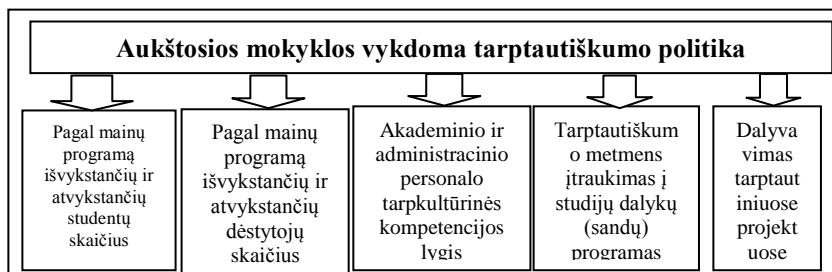 Aukštosios mokyklos vykdoma tarptautiškumo politika
Pagal mainų
programą
išvykstančių ir
atvykstančių
studentų
skaičius
Pagal mainų
programą
išvykstančių ir
atvykstančių
dėstytojų
skaičius
Akademinio ir
administracinio
personalo
tarpkultūrinės
kompetencijos
lygis
Tarptautiškum
o metmens
įtraukimas į
studijų dalykų
(sandų)
programas
Dalyva
vimas
tarptaut
iniuose
projekt
uose